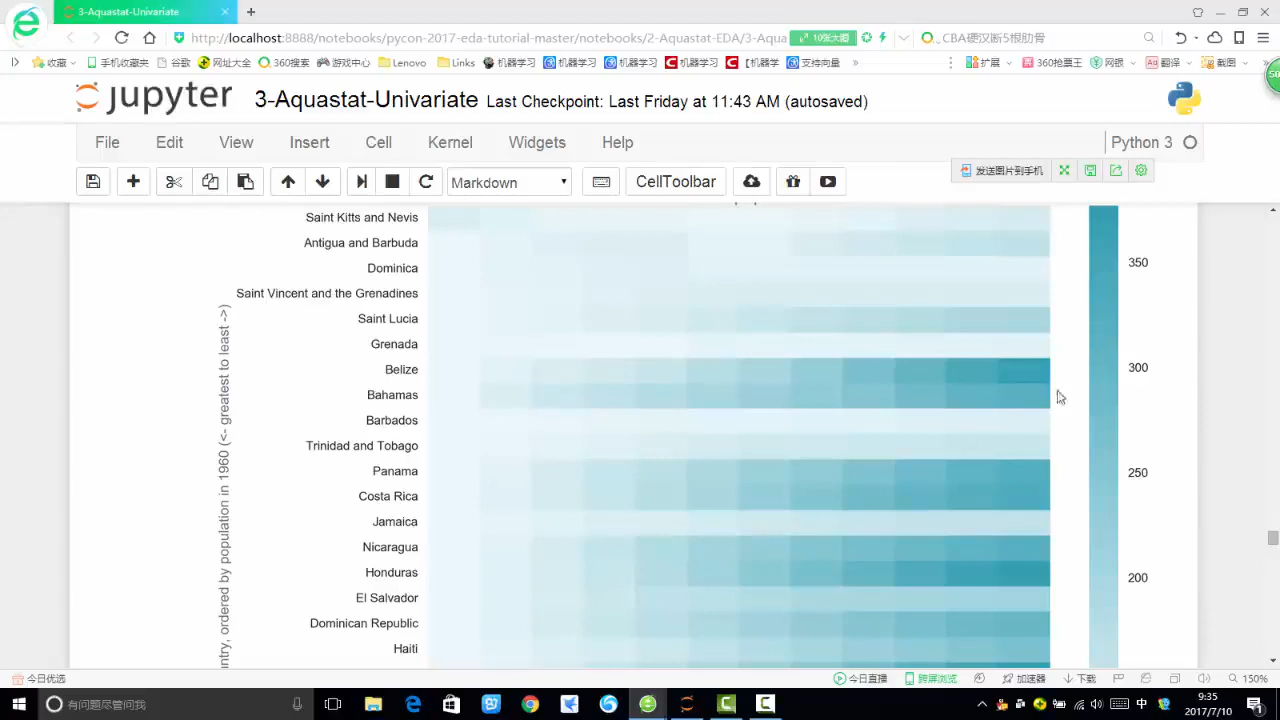 3-Aquastat-Univariate
http://localhost:8888/notebooks/pycon-2017-eda-tutorial-master/notebooks/2-Aquastat-EDA/3-Aqua
10张大图
CBA硬汉断5根肋骨
收藏 手机收藏夹 谷歌 网址大全 360搜索 游戏中心 Lenovo Links 机器学习 机器学习 机器学习 机器学习 【机器学 支持向量 » 扩展 360抢票王 网银 翻译 截图 »
jupyter 3-Aquastat-Univariate Last Checkpoint: Last Friday at 11:43 AM (autosaved)
File Edit View Insert Cell Kernel Widgets Help Python 3
发送图片到手机
Markdown CellToolbar
Saint Kitts and Nevis
Antigua and Barbuda
Dominica
Saint Vincent and the Grenadines
Saint Lucia
Grenada
Belize
Bahamas
Barbados
Trinidad and Tobago
Panama
Costa Rica
Jamaica
Nicaragua
Honduras
El Salvador
Dominican Republic
Haiti
ntry, ordered by population in 1960 (<- greatest to least ->)
350
300
250
200
今日优选 今日直播 跨屏浏览 加速器 下载 150%
有问题尽管问我
中
9:35
2017/7/10